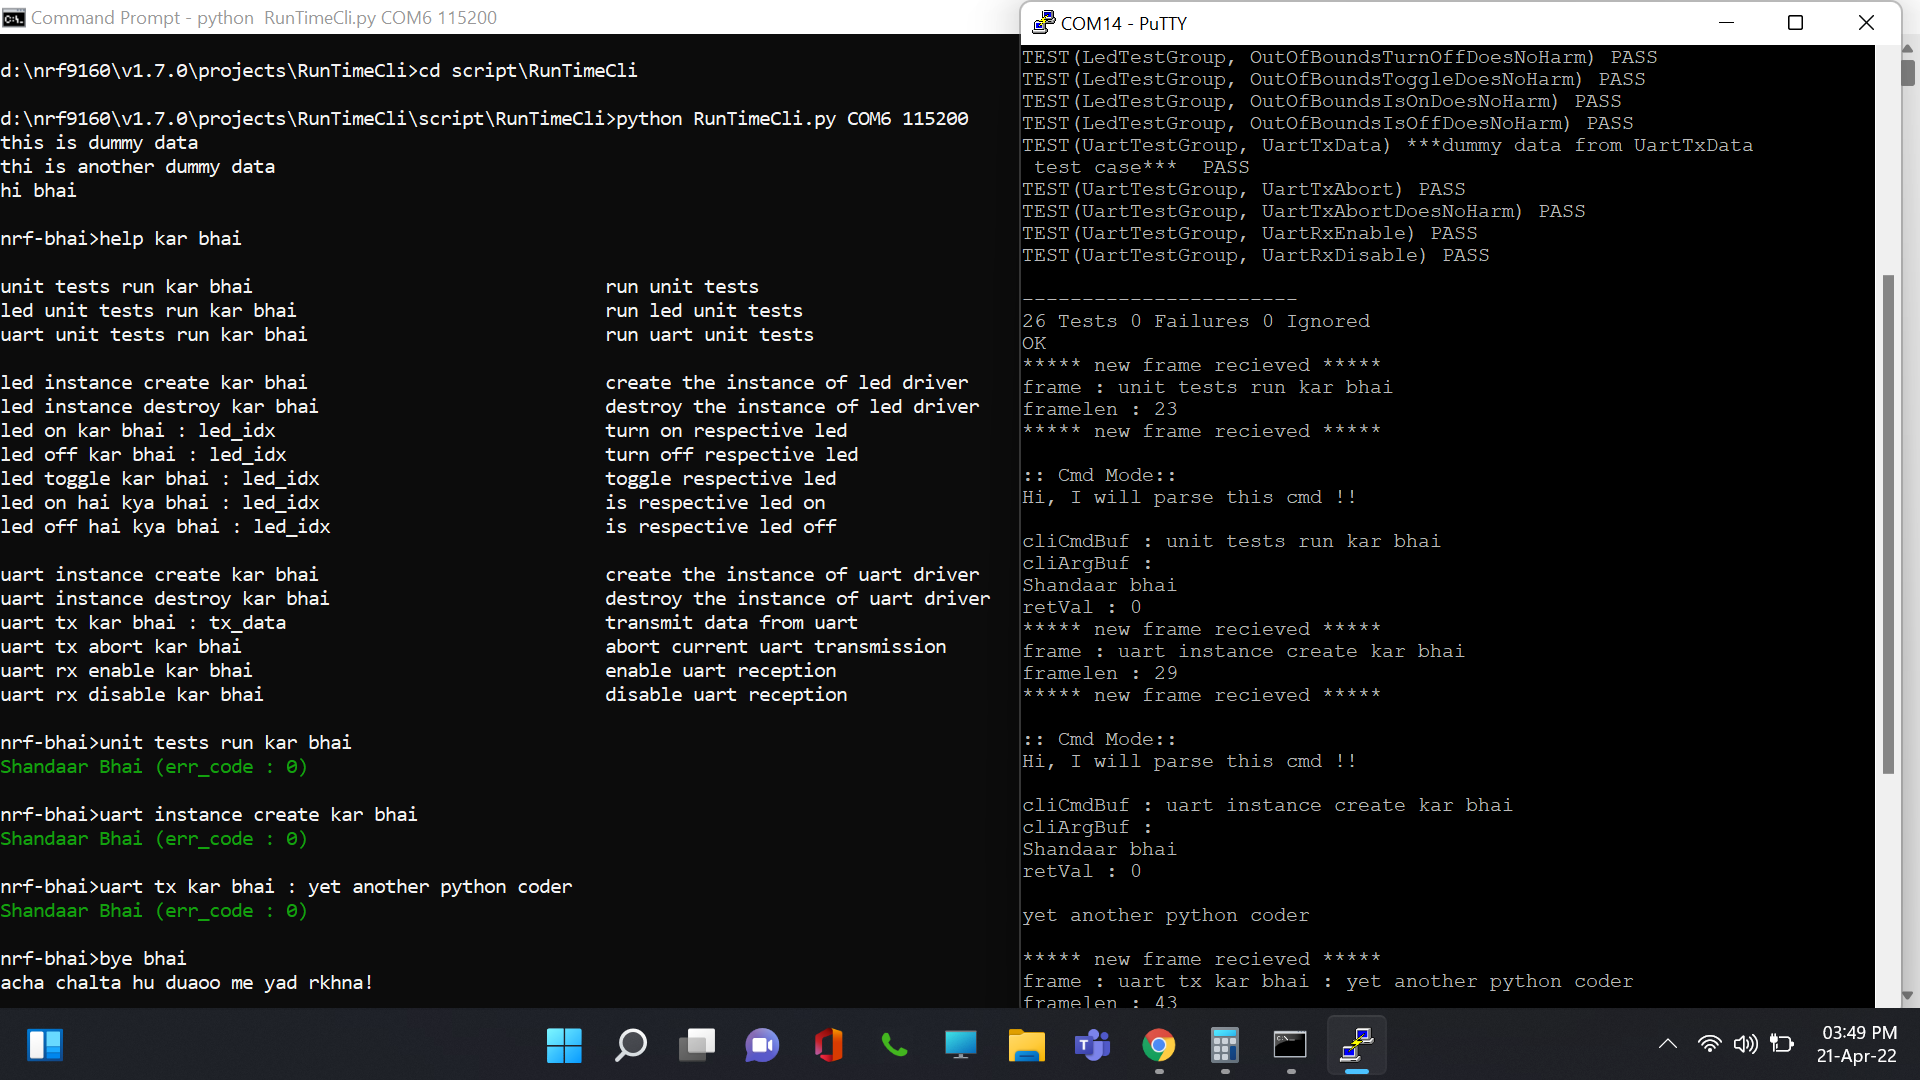 Command Prompt - python  RunTimeCli.py COM6 115200
d:\nrf9160\v1.7.0\projects\RunTimeCli>cd script\RunTimeCli
d:\nrf9160\v1.7.0\projects\RunTimeCli\script\RunTimeCli>python RunTimeCli.py COM6 115200
this is dummy data
thi is another dummy data
hi bhai
nrf-bhai>help kar bhai
unit tests run kar bhai run unit tests
led unit tests run kar bhai run led unit tests
uart unit tests run kar bhai run uart unit tests
led instance create kar bhai create the instance of led driver
led instance destroy kar bhai destroy the instance of led driver
led on kar bhai : led_idx turn on respective led
led off kar bhai : led_idx turn off respective led
led toggle kar bhai : led_idx toggle respective led
led on hai kya bhai : led_idx is respective led on
led off hai kya bhai : led_idx is respective led off
uart instance create kar bhai create the instance of uart driver
uart instance destroy kar bhai destroy the instance of uart driver
uart tx kar bhai : tx_data transmit data from uart
uart tx abort kar bhai abort current uart transmission
uart rx enable kar bhai enable uart reception
uart rx disable kar bhai disable uart reception
nrf-bhai>unit tests run kar bhai
Shandaar Bhai (err_code : 0)
nrf-bhai>uart instance create kar bhai
Shandaar Bhai (err_code : 0)
nrf-bhai>uart tx kar bhai : yet another python coder
Shandaar Bhai (err_code : 0)
nrf-bhai>bye bhai
acha chalta hu duaoo me yad rkhna!
COM14 - PuTTY
TEST(LedTestGroup, OutOfBoundsTurnOffDoesNoHarm) PASS
TEST(LedTestGroup, OutOfBoundsToggleDoesNoHarm) PASS
TEST(LedTestGroup, OutOfBoundsIsOnDoesNoHarm) PASS
TEST(LedTestGroup, OutOfBoundsIsOffDoesNoHarm) PASS
TEST(UartTestGroup, UartTxData) ***dummy data from UartTxData
test case***  PASS
TEST(UartTestGroup, UartTxAbort) PASS
TEST(UartTestGroup, UartTxAbortDoesNoHarm) PASS
TEST(UartTestGroup, UartRxEnable) PASS
TEST(UartTestGroup, UartRxDisable) PASS
-----------------------
26 Tests 0 Failures 0 Ignored
OK
***** new frame recieved *****
frame : unit tests run kar bhai
framelen : 23
***** new frame recieved *****
:: Cmd Mode::
Hi, I will parse this cmd !!
cliCmdBuf : unit tests run kar bhai
cliArgBuf :
Shandaar bhai
retVal : 0
***** new frame recieved *****
frame : uart instance create kar bhai
framelen : 29
***** new frame recieved *****
:: Cmd Mode::
Hi, I will parse this cmd !!
cliCmdBuf : uart instance create kar bhai
cliArgBuf :
Shandaar bhai
retVal : 0
yet another python coder
***** new frame recieved *****
frame : uart tx kar bhai : yet another python coder
framelen : 43
03:49 PM
21-Apr-22